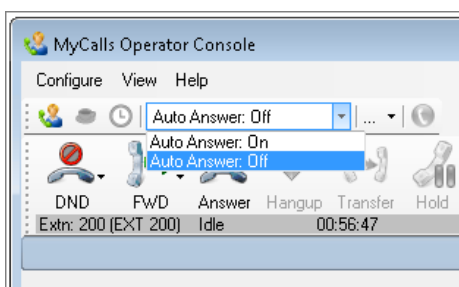 MyCalls Operator Console
Configure View Help
Auto Answer: Off ...
Auto Answer: On
Auto Answer: Off
DND FWD Answer Hangup Transfer Hold
Extn: 200 (EXT 200) Idle 00:56:47